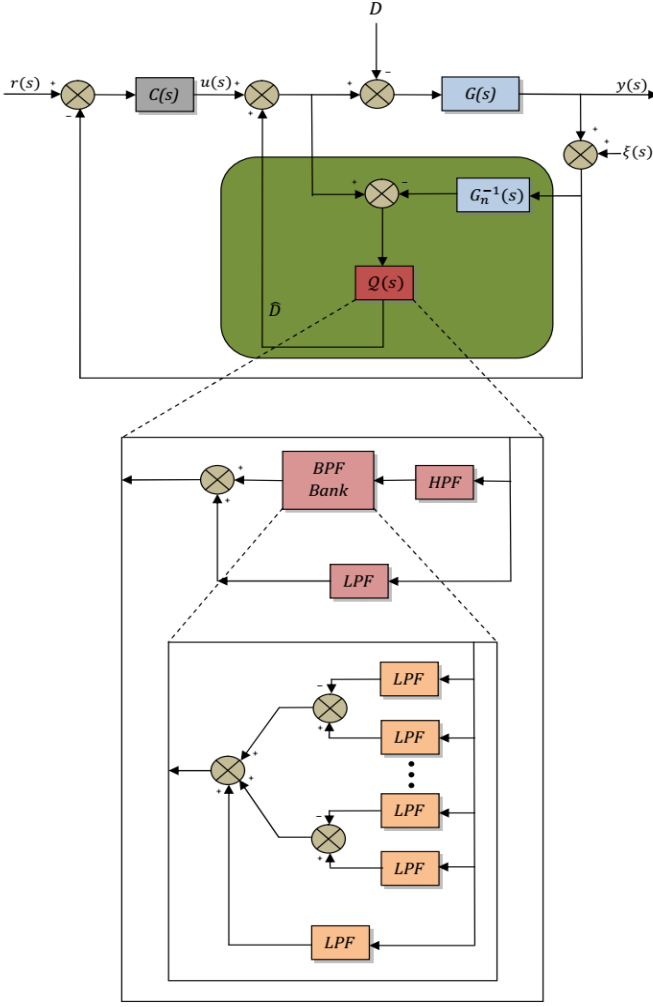 D
r(s)
C(s)
u(s)
G(s)
y(s)
ξ(s)
G_n^{-1}(s)
Q(s)
D̂
BPF
Bank
HPF
LPF
LPF
LPF
LPF
LPF
LPF